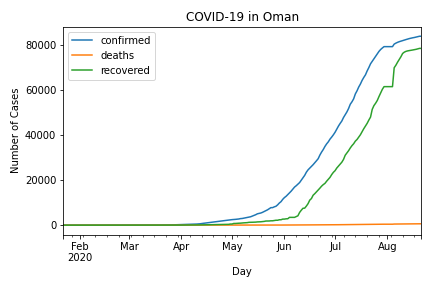 COVID-19 in Oman
confirmed
deaths
recovered
Number of Cases
80000
60000
40000
20000
0
Feb Mar Apr May Jun Jul Aug
2020
Day